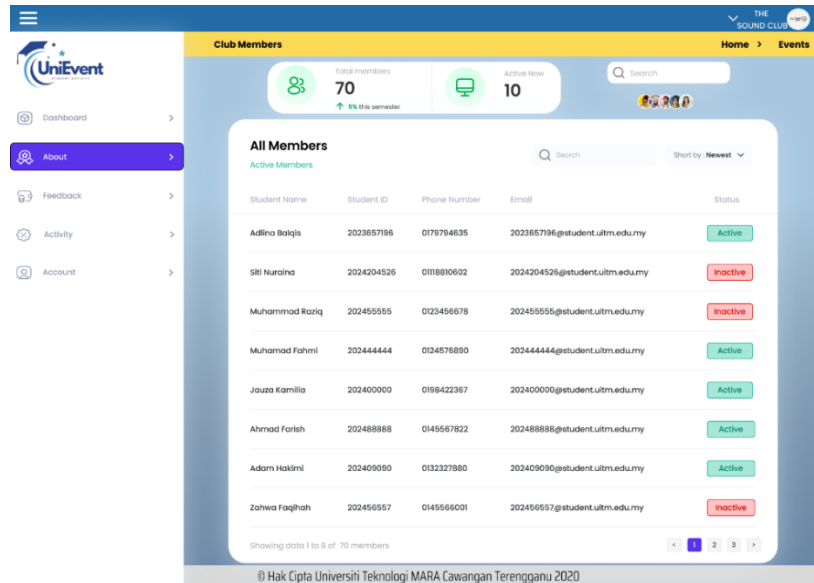 THE
SOUND CLUB
UniEvent
Club Members
Home > Events
Total members
70
5% this semester
Active Now
10
Search
Dashboard
About
Feedback
Activity
Account
All Members
Active Members
Search
Short by : Newest
Student Name Student ID Phone Number Email Status
Adlina Balqis 2023657196 0179794635 2023657196@student.uitm.edu.my Active
Siti Nuraina 2024204526 01118810602 2024204526@student.uitm.edu.my Inactive
Muhammad Raziq 202455555 0123456678 202455555@student.uitm.edu.my Inactive
Muhamad Fahmi 202444444 0124576890 202444444@student.uitm.edu.my Active
Jauza Kamilia 202400000 0198422367 202400000@student.uitm.edu.my Active
Ahmad Farish 202488888 0145567822 202488888@student.uitm.edu.my Active
Adam Hakimi 202409090 0132327880 202409090@student.uitm.edu.my Active
Zahwa Faqihah 202456557 0145566001 202456557@student.uitm.edu.my Inactive
Showing data 1 to 8 of 70 members
< 1 2 3 >
© Hak Cipta Universiti Teknologi MARA Cawangan Terengganu 2020